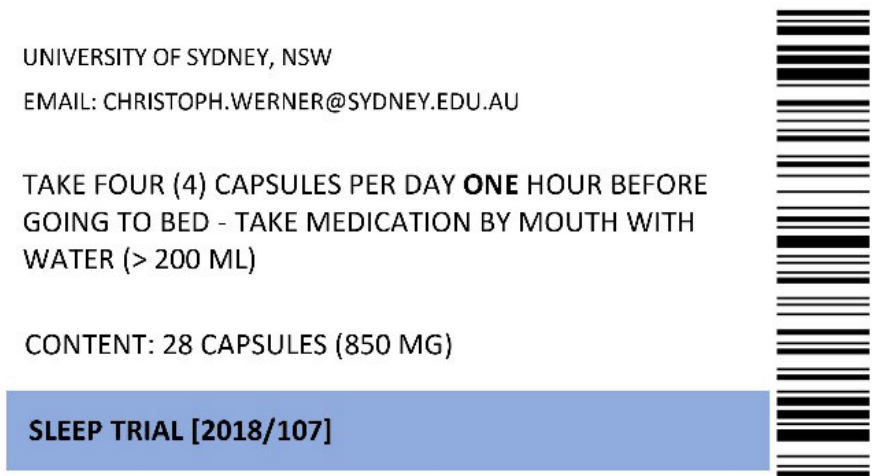 UNIVERSITY OF SYDNEY, NSW
EMAIL: CHRISTOPH.WERNER@SYDNEY.EDU.AU
TAKE FOUR (4) CAPSULES PER DAY ONE HOUR BEFORE
GOING TO BED - TAKE MEDICATION BY MOUTH WITH
WATER (> 200 ML)
CONTENT: 28 CAPSULES (850 MG)
SLEEP TRIAL [2018/107]